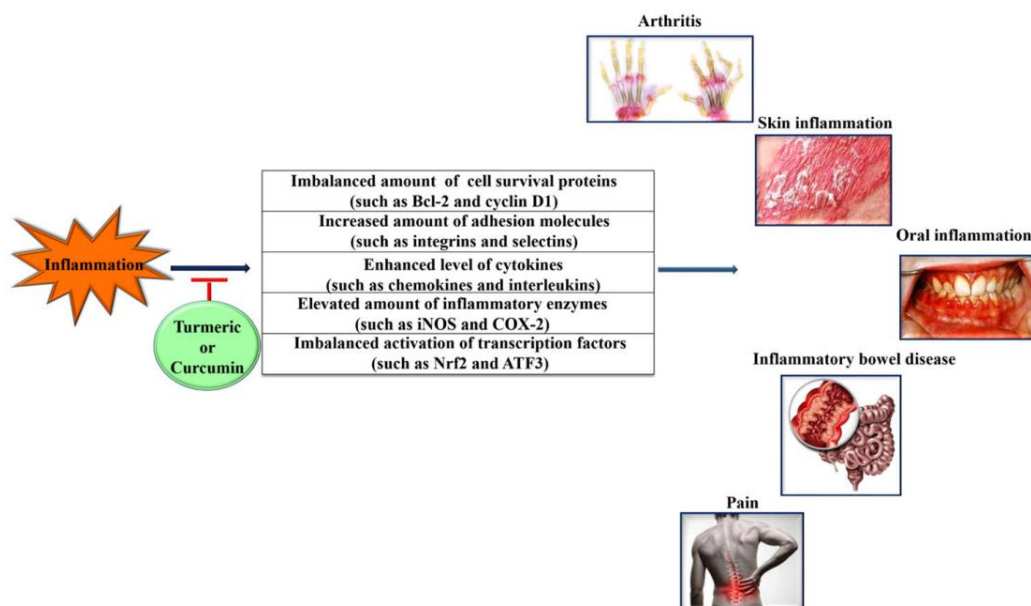 Arthritis
Skin inflammation
Oral inflammation
Imbalanced amount of cell survival proteins
(such as Bcl-2 and cyclin D1)
Increased amount of adhesion molecules
(such as integrins and selectins)
Enhanced level of cytokines
(such as chemokines and interleukins)
Elevated amount of inflammatory enzymes
(such as iNOS and COX-2)
Imbalanced activation of transcription factors
(such as Nrf2 and ATF3)
Inflammation
Turmeric
or
Curcumin
Inflammatory bowel disease
Pain